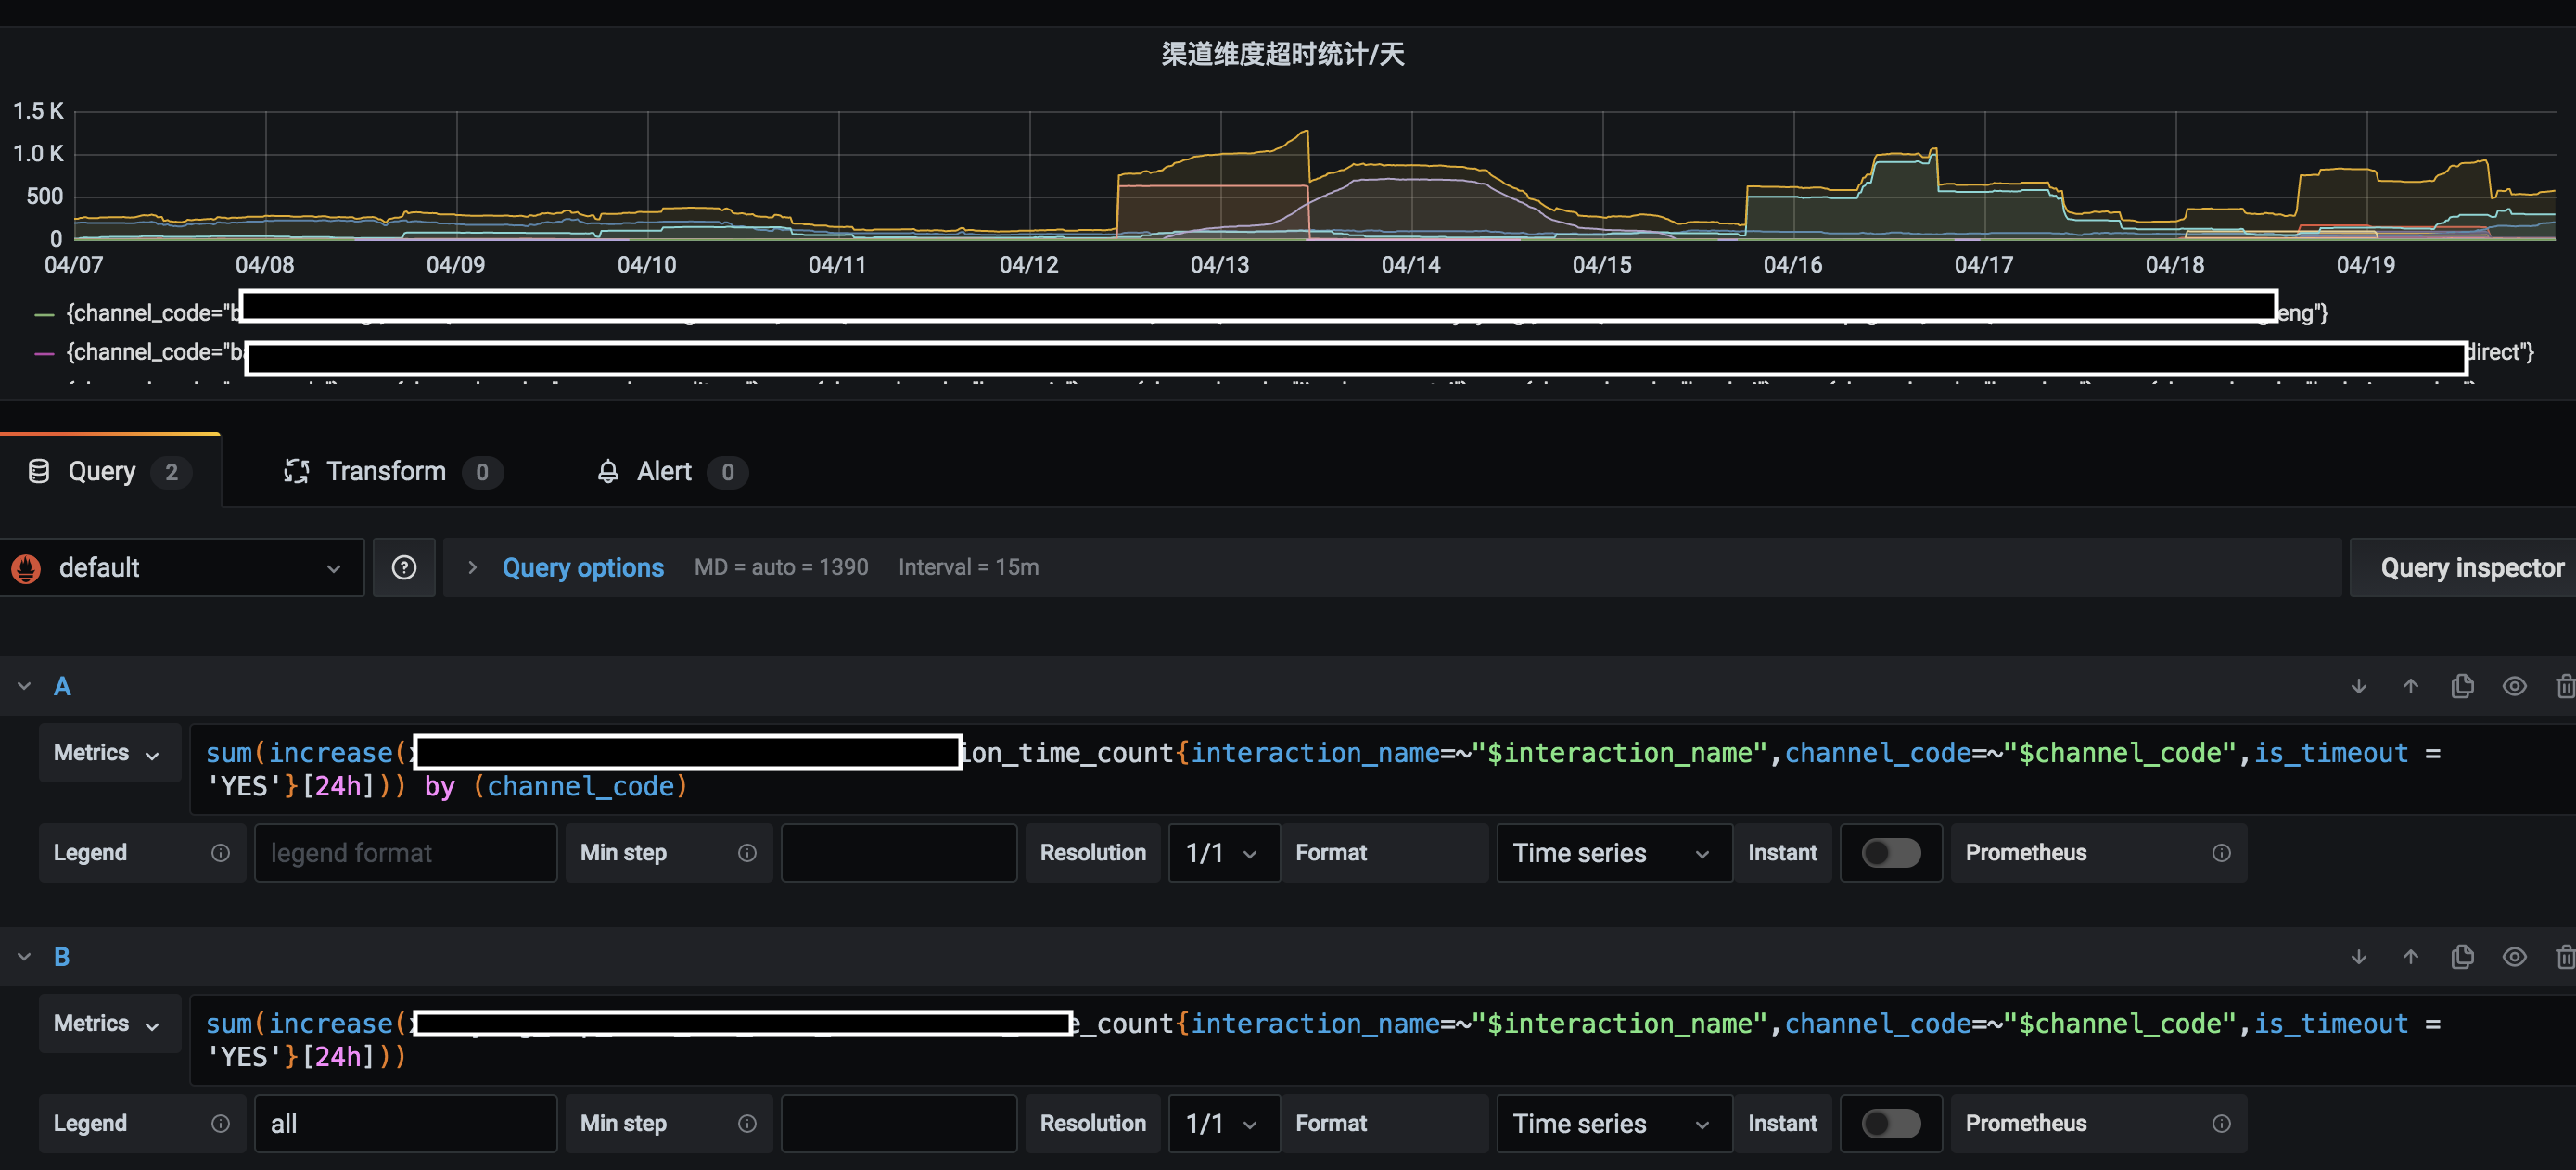 渠道维度超时统计/天
1.5 K
1.0 K
500
0
04/07 04/08 04/09 04/10 04/11 04/12 04/13 04/14 04/15 04/16 04/17 04/18 04/19
{channel_code="b eng"}
{channel_code="ba direct"}
Query 2 Transform 0 Alert 0
default Query options MD = auto = 1390 Interval = 15m Query inspector
A
Metrics sum(increase( ion_time_count{interaction_name=~"$interaction_name",channel_code=~"$channel_code",is_timeout =
'YES'}[24h])) by (channel_code)
Legend legend format Min step Resolution 1/1 Format Time series Instant Prometheus
B
Metrics sum(increase( e_count{interaction_name=~"$interaction_name",channel_code=~"$channel_code",is_timeout =
'YES'}[24h]))
Legend all Min step Resolution 1/1 Format Time series Instant Prometheus